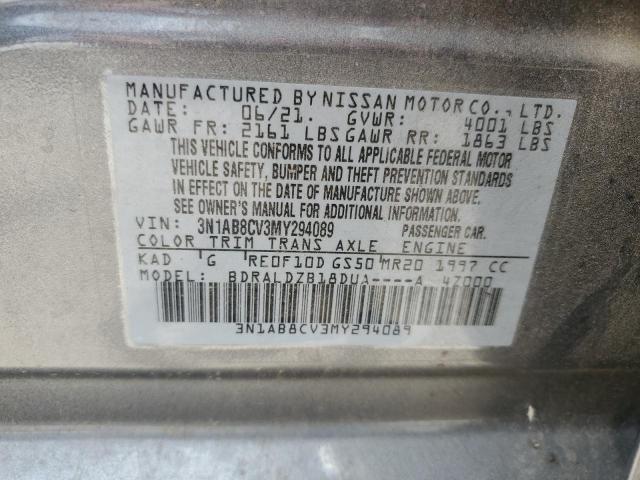 MANUFACTURED BY NISSAN MOTOR CO., LTD.
DATE: 06/21. GVWR: 4001 LBS
GAWR FR: 2161 LBS GAWR RR: 1863 LBS
THIS VEHICLE CONFORMS TO ALL APPLICABLE FEDERAL MOTOR
VEHICLE SAFETY, BUMPER AND THEFT PREVENTION STANDARDS
IN EFFECT ON THE DATE OF MANUFACTURE SHOWN ABOVE.
SEE OWNER'S MANUAL FOR ADDITIONAL INFORMATION.
VIN: 3N1AB8CV3MY294089 PASSENGER CAR.
COLOR TRIM TRANS AXLE ENGINE
KAD G RE0F10D GS50 MR20 1997 CC
MODEL: BDRALDZB18DUA----A 47000
3N1AB8CV3MY294089